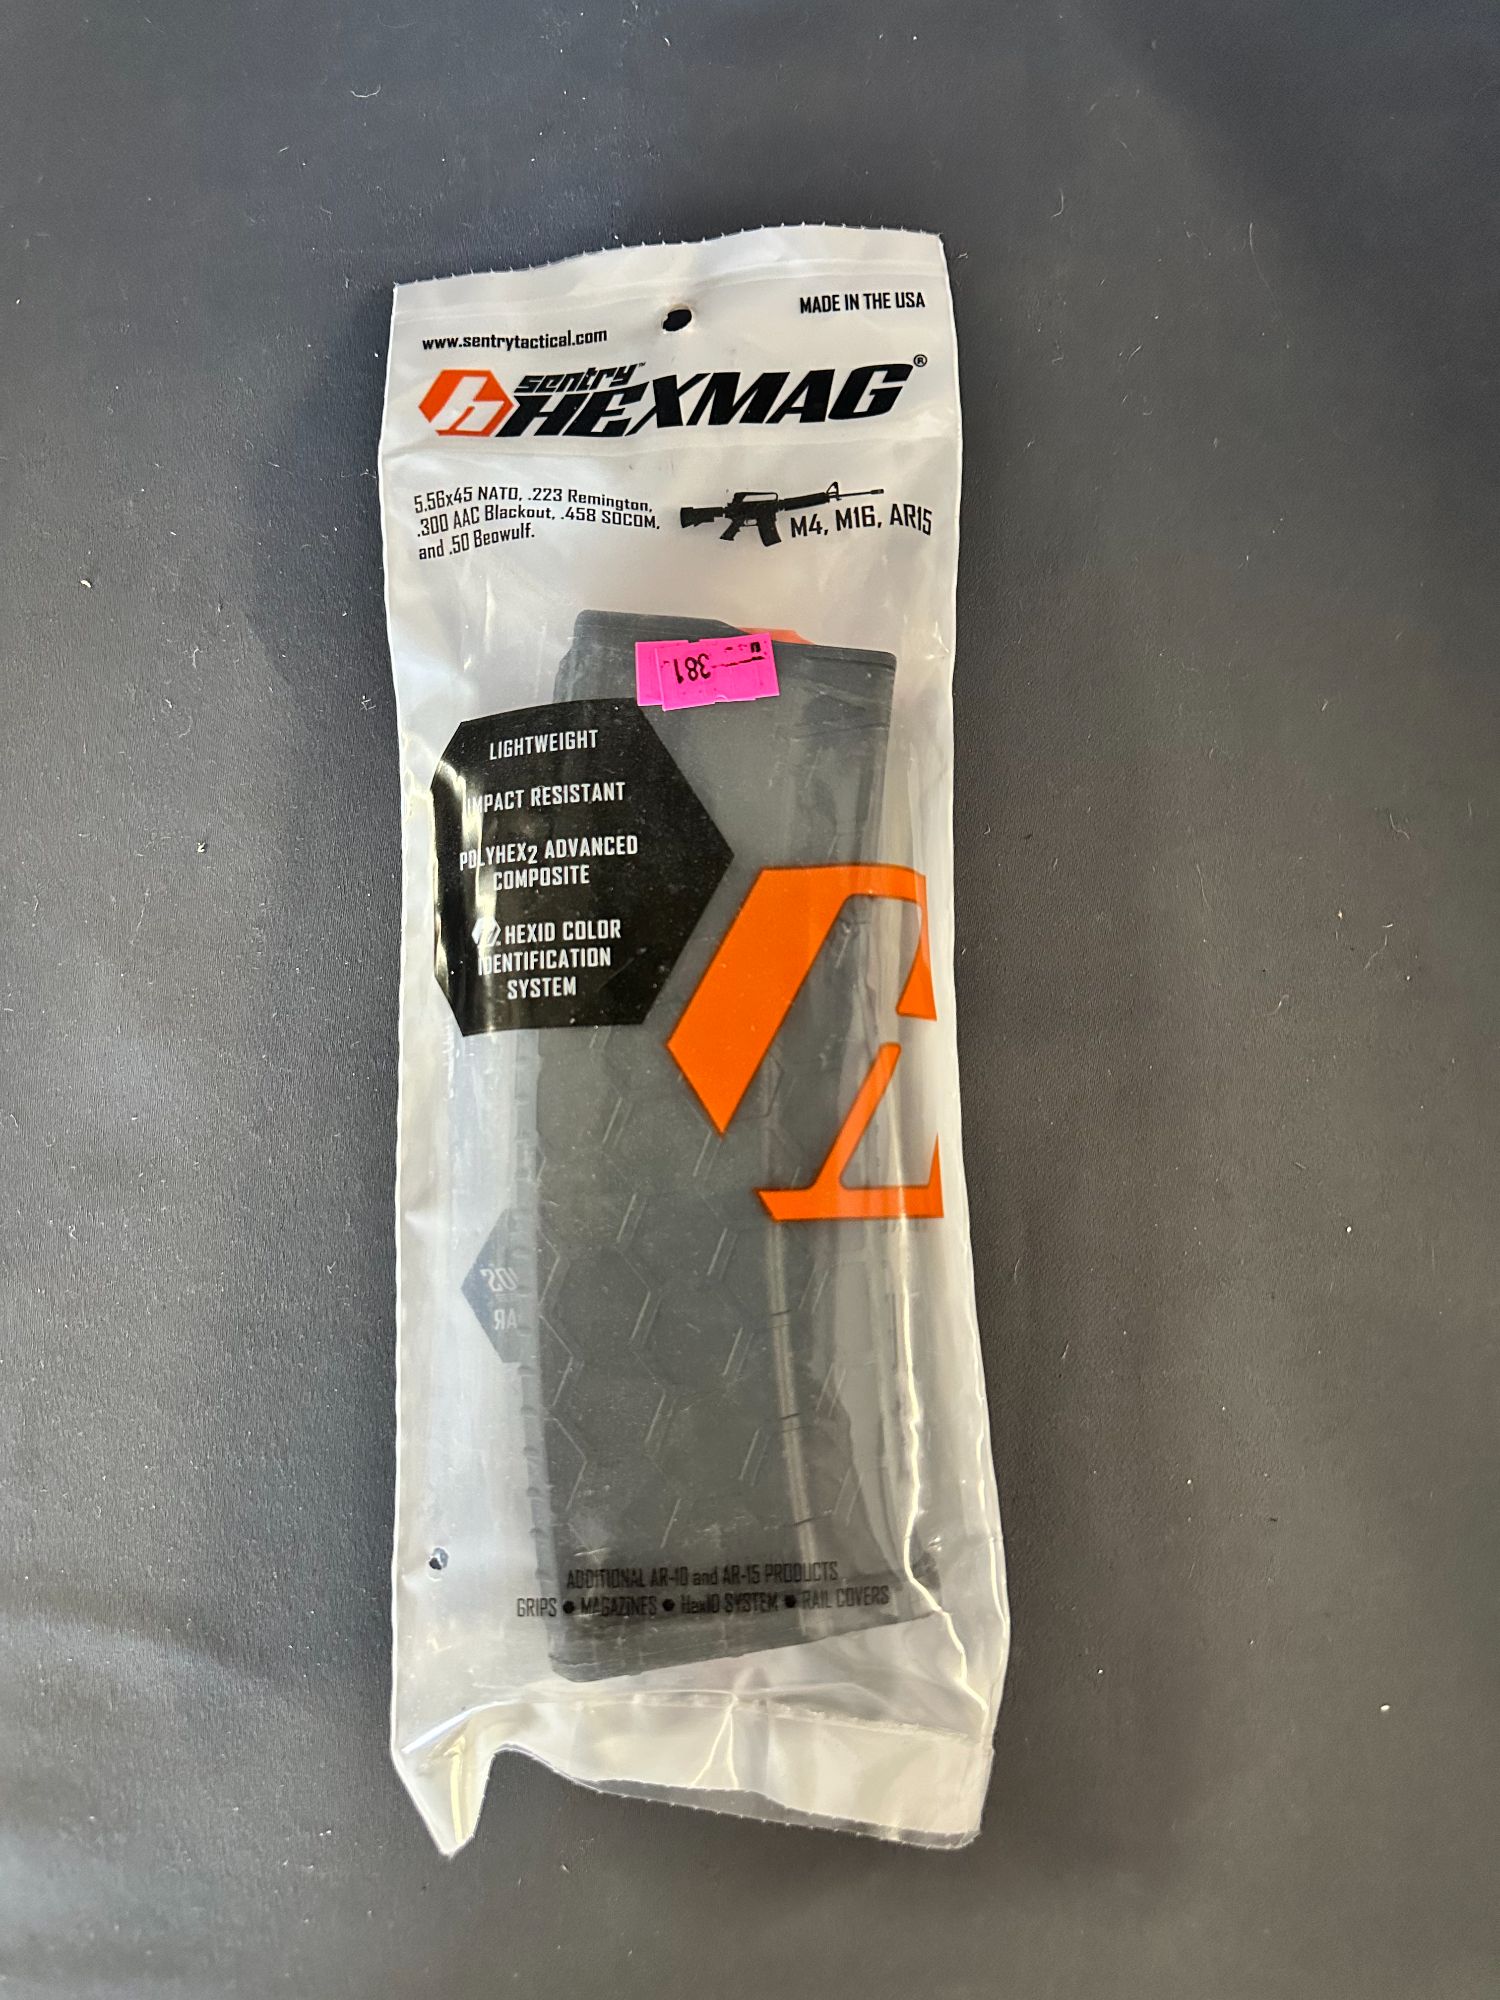 MADE IN THE USA
www.sentrytactical.com
sentry™
HEXMAG®
5.56x45 NATO, .223 Remington,
.300 AAC Blackout, .458 SOCOM,
and .50 Beowulf.
M4, M16, AR15
381
LIGHTWEIGHT
IMPACT RESISTANT
POLYHEX2 ADVANCED
COMPOSITE
HEXID COLOR
IDENTIFICATION
SYSTEM
AR
ADDITIONAL AR-10 and AR-15 PRODUCTS
GRIPS ● MAGAZINES ● HexID SYSTEM ● RAIL COVERS